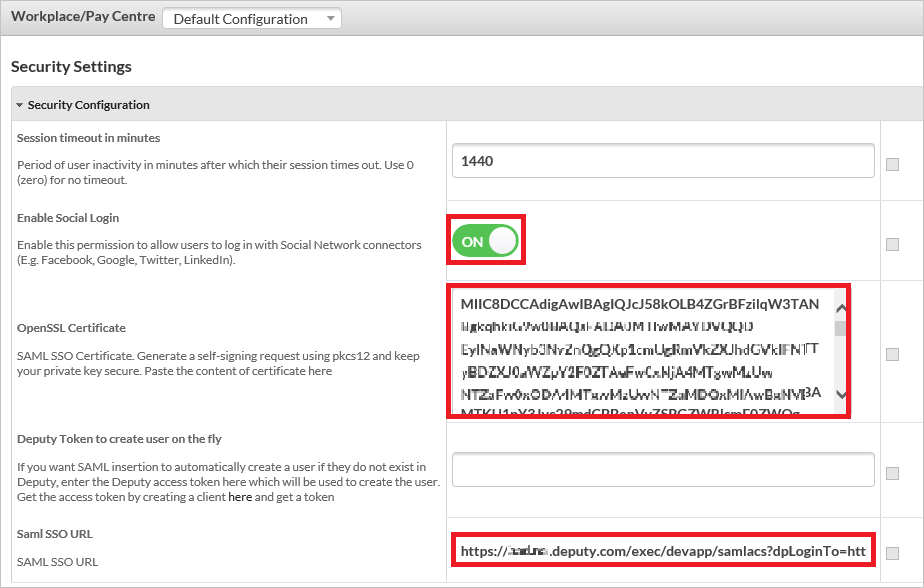 Workplace/Pay Centre Default Configuration
Security Settings
Security Configuration
Session timeout in minutes
Period of user inactivity in minutes after which their session times out. Use 0
(zero) for no timeout.
1440
Enable Social Login
Enable this permission to allow users to log in with Social Network connectors
(E.g. Facebook, Google, Twitter, LinkedIn).
ON
OpenSSL Certificate
SAML SSO Certificate. Generate a self-signing request using pkcs12 and keep
your private key secure. Paste the content of certificate here
MIIC8DCCAdigAwIBAgIQJcJ58kOLB4ZGrBFzilqW3TAN
Deputy Token to create user on the fly
If you want SAML insertion to automatically create a user if they do not exist in
Deputy, enter the Deputy access token here which will be used to create the user.
Get the access token by creating a client here and get a token
Saml SSO URL
SAML SSO URL
https:// .deputy.com/exec/devapp/samlacs?dpLoginTo=htt